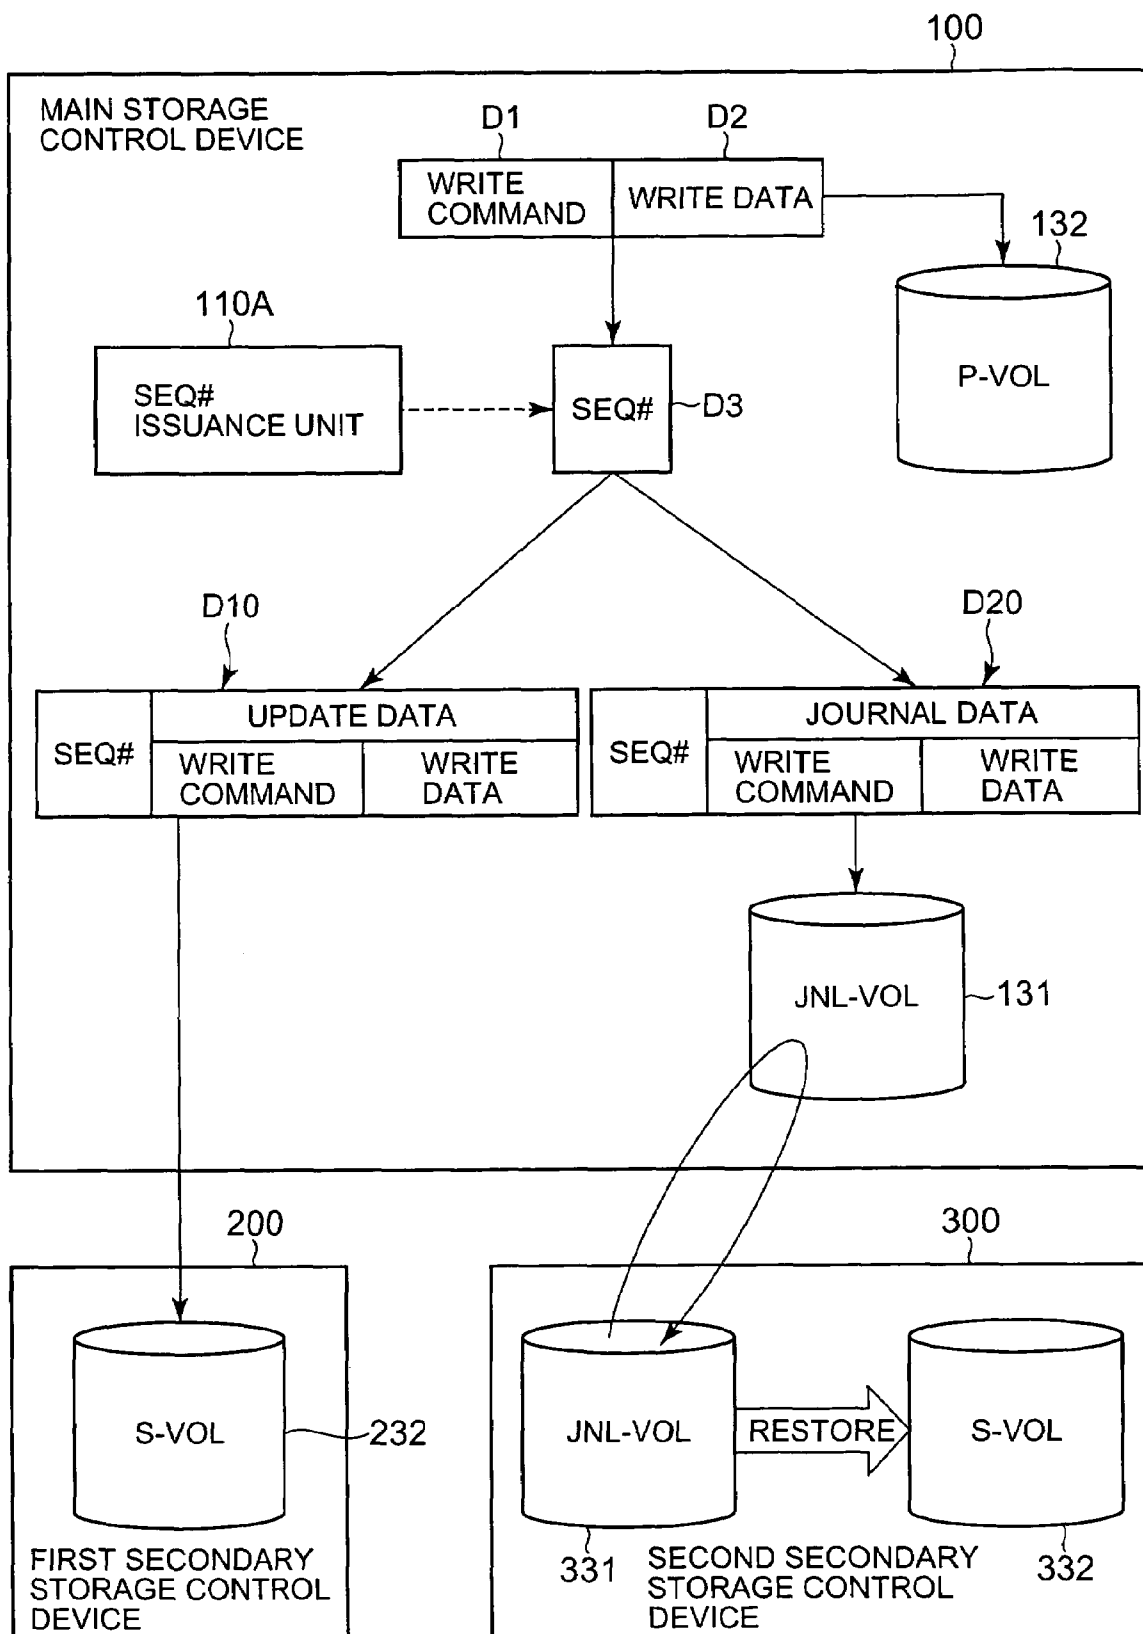 100
MAIN STORAGE
CONTROL DEVICE
D1
D2
WRITE
COMMAND
WRITE DATA
132
110A
P-VOL
SEQ#
ISSUANCE UNIT
SEQ#
D3
D10
D20
UPDATE DATA
SEQ#
WRITE
COMMAND
WRITE
DATA
JOURNAL DATA
SEQ#
WRITE
COMMAND
WRITE
DATA
JNL-VOL
131
200
300
S-VOL
232
JNL-VOL
RESTORE
S-VOL
FIRST SECONDARY
STORAGE CONTROL
DEVICE
331
SECOND SECONDARY
STORAGE CONTROL
DEVICE
332